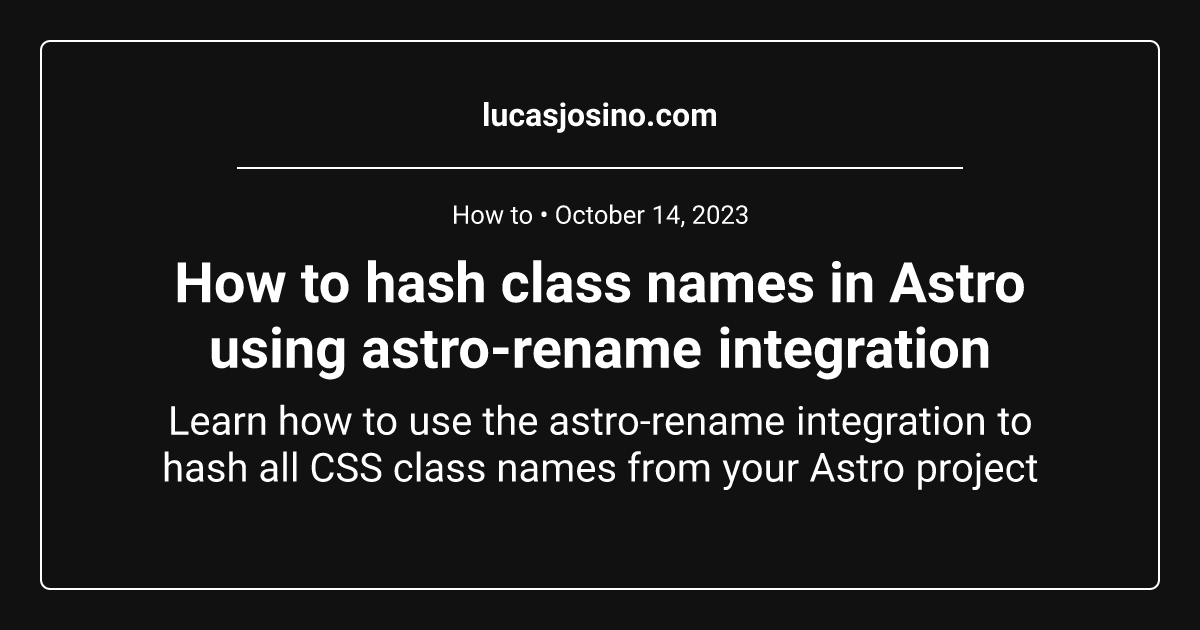 lucasjosino.com
How to • October 14, 2023
How to hash class names in Astro
using astro-rename integration
Learn how to use the astro-rename integration to
hash all CSS class names from your Astro project